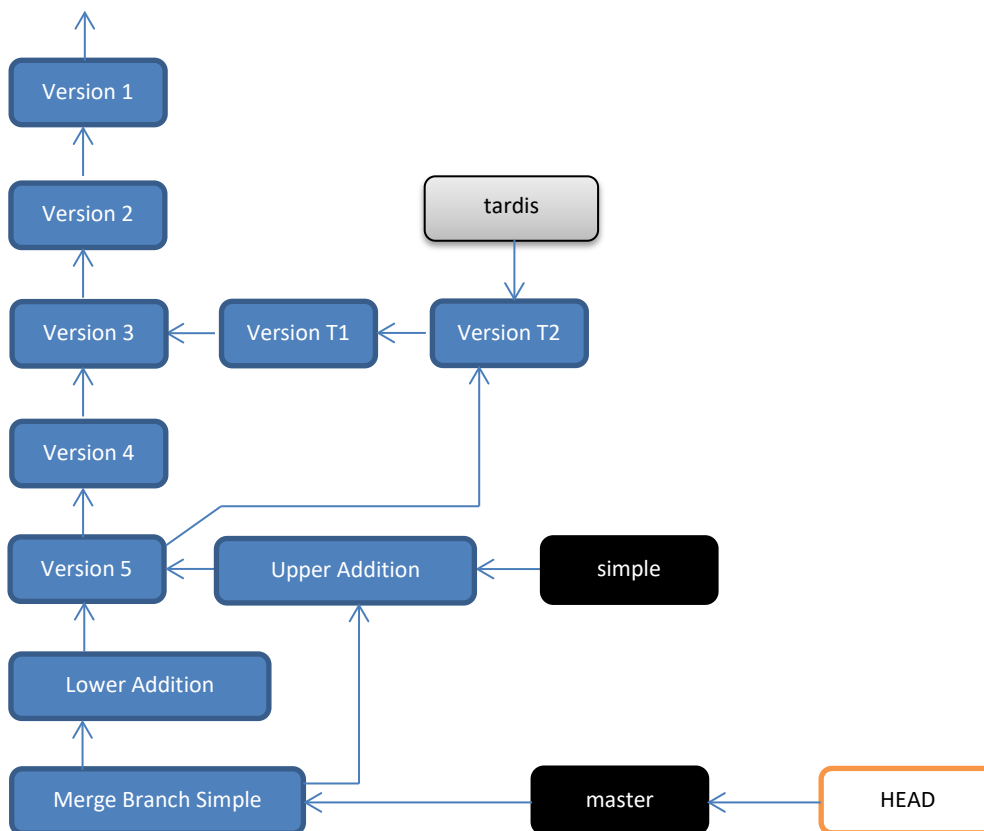 Version 1
Version 2
tardis
Version 3
Version T1
Version T2
Version 4
Version 5
Upper Addition
simple
Lower Addition
Merge Branch Simple
master
HEAD